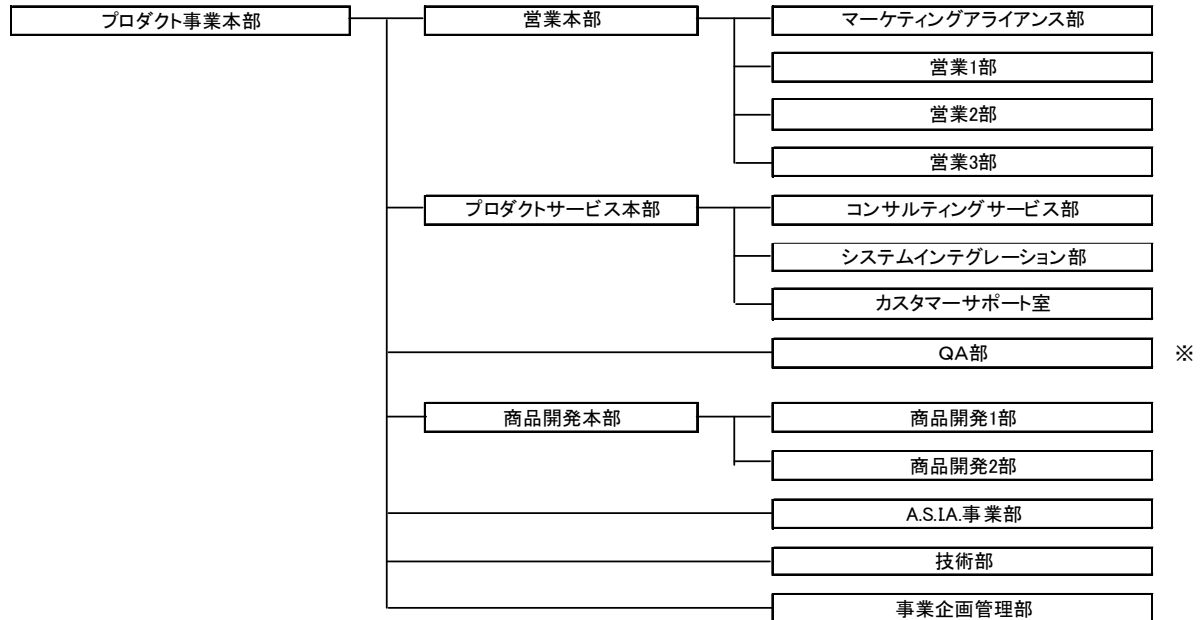 プロダクト事業本部
営業本部
マーケティングアライアンス部
営業1部
営業2部
営業3部
プロダクトサービス本部
コンサルティングサービス部
システムインテグレーション部
カスタマーサポート室
QA部 ※
商品開発本部
商品開発1部
商品開発2部
A.S.I.A.事業部
技術部
事業企画管理部